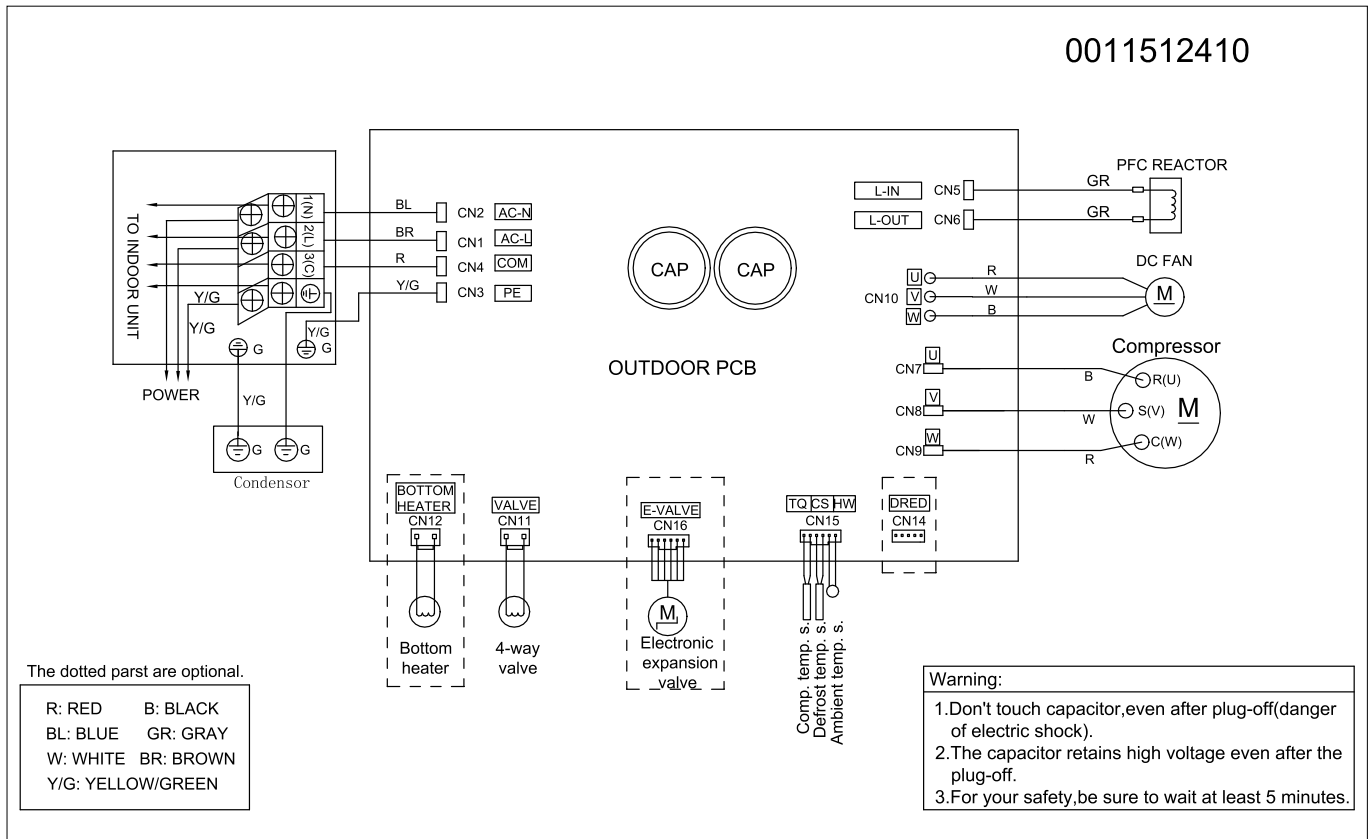 0011512410
TO INDOOR UNIT
1(N)
2(L)
3(C)
Y/G
Y/G
Y/G
G
G
POWER
Y/G
G
G
Condensor
BL
CN2 AC-N
BR
CN1 AC-L
R
CN4 COM
Y/G
CN3 PE
CAP
CAP
OUTDOOR PCB
PFC REACTOR
L-IN CN5 GR
L-OUT CN6 GR
DC FAN
CN10
U R
V W
W B
M
Compressor
U
CN7
B
R(U)
V
CN8
W
S(V)
M
W
CN9
R
C(W)
BOTTOM
HEATER
CN12
Bottom
heater
VALVE
CN11
4-way
valve
E-VALVE
CN16
M
Electronic
expansion
valve
TQ CS HW
CN15
Comp. temp. s.
Defrost temp. s.
Ambient temp. s.
DRED
CN14
The dotted parst are optional.
R: RED B: BLACK
BL: BLUE GR: GRAY
W: WHITE BR: BROWN
Y/G: YELLOW/GREEN
Warning:
1.Don't touch capacitor,even after plug-off(danger
of electric shock).
2.The capacitor retains high voltage even after the
plug-off.
3.For your safety,be sure to wait at least 5 minutes.